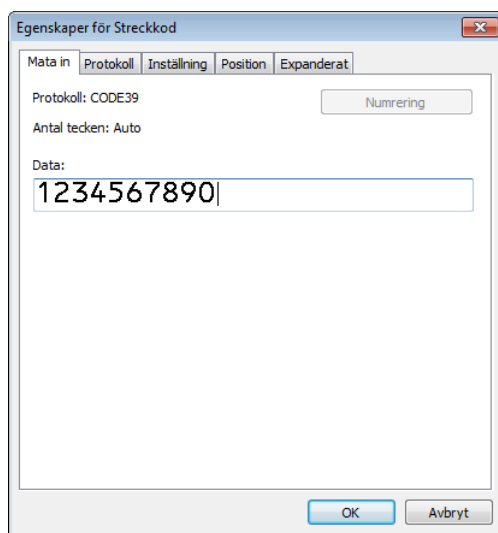 Egenskaper för Streckkod
Mata in Protokoll Inställning Position Expanderat
Protokoll: CODE39 Numrering
Antal tecken: Auto
Data:
1234567890
OK Avbryt